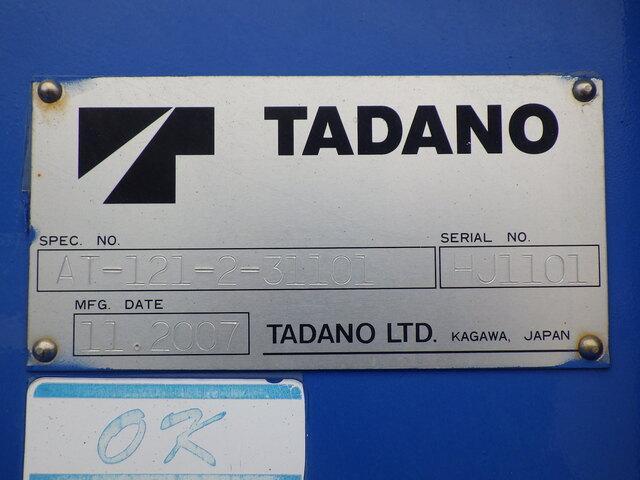 TADANO
SPEC. NO.
SERIAL NO.
AT-121-2-31101
HJ1101
MFG. DATE
11.2007
TADANO LTD. KAGAWA, JAPAN
OK